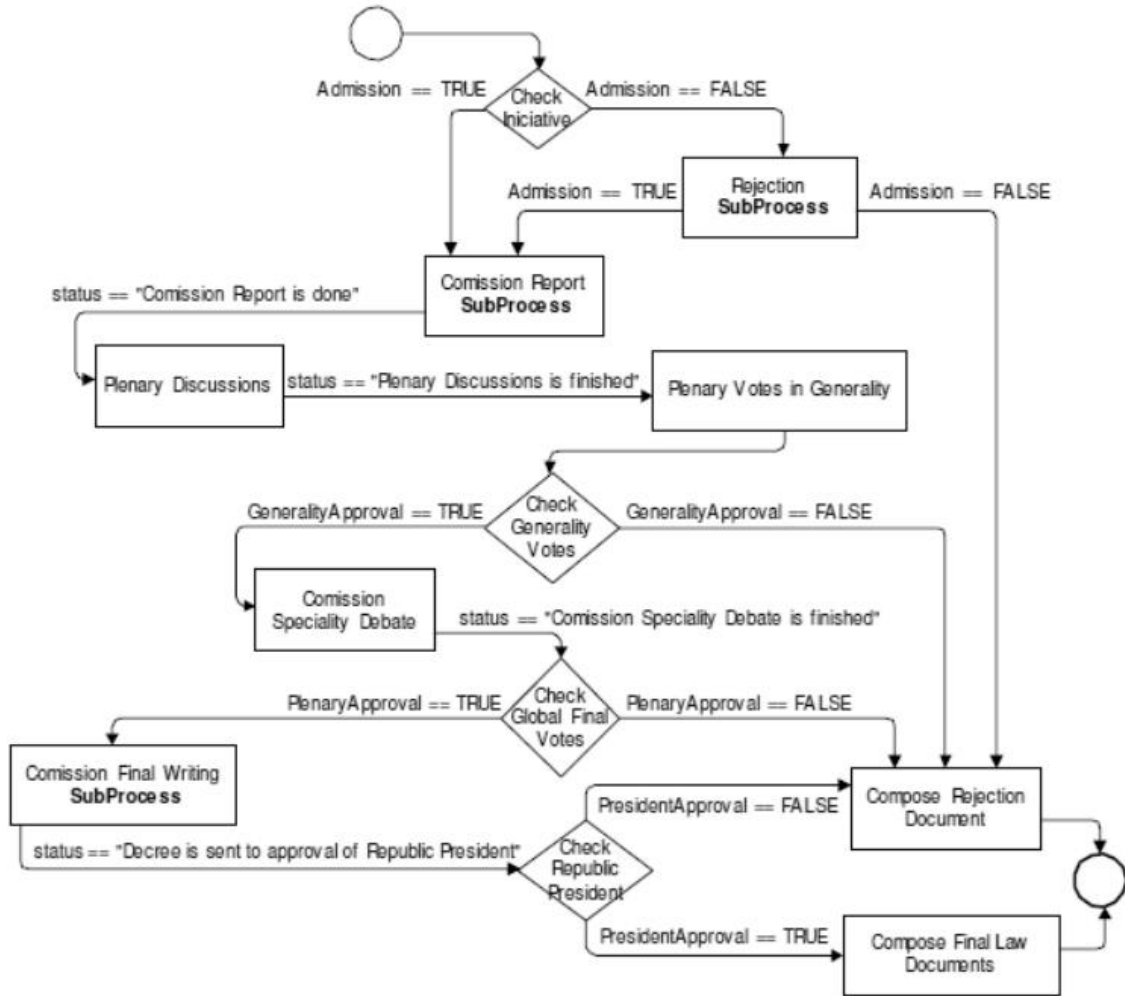 Admission == TRUE
Admission == FALSE
Check
Iniciative
Rejection
SubProcess
Admission == TRUE
Admission == FALSE
Comission Report
SubProcess
status == "Comission Report is done"
Plenary Discussions
status == "Plenary Discussions is finished"
Plenary Votes in Generality
Check
Generality
Votes
GeneralityApproval == TRUE
GeneralityApproval == FALSE
Comission
Speciality Debate
status == "Comission Speciality Debate is finished"
Check
Global Final
Votes
PlenaryApproval == TRUE
PlenaryApproval == FALSE
Comission Final Writing
SubProcess
status == "Decree is sent to approval of Republic President"
Check
Republic
President
PresidentApproval == FALSE
Compose Rejection
Document
PresidentApproval == TRUE
Compose Final Law
Documents